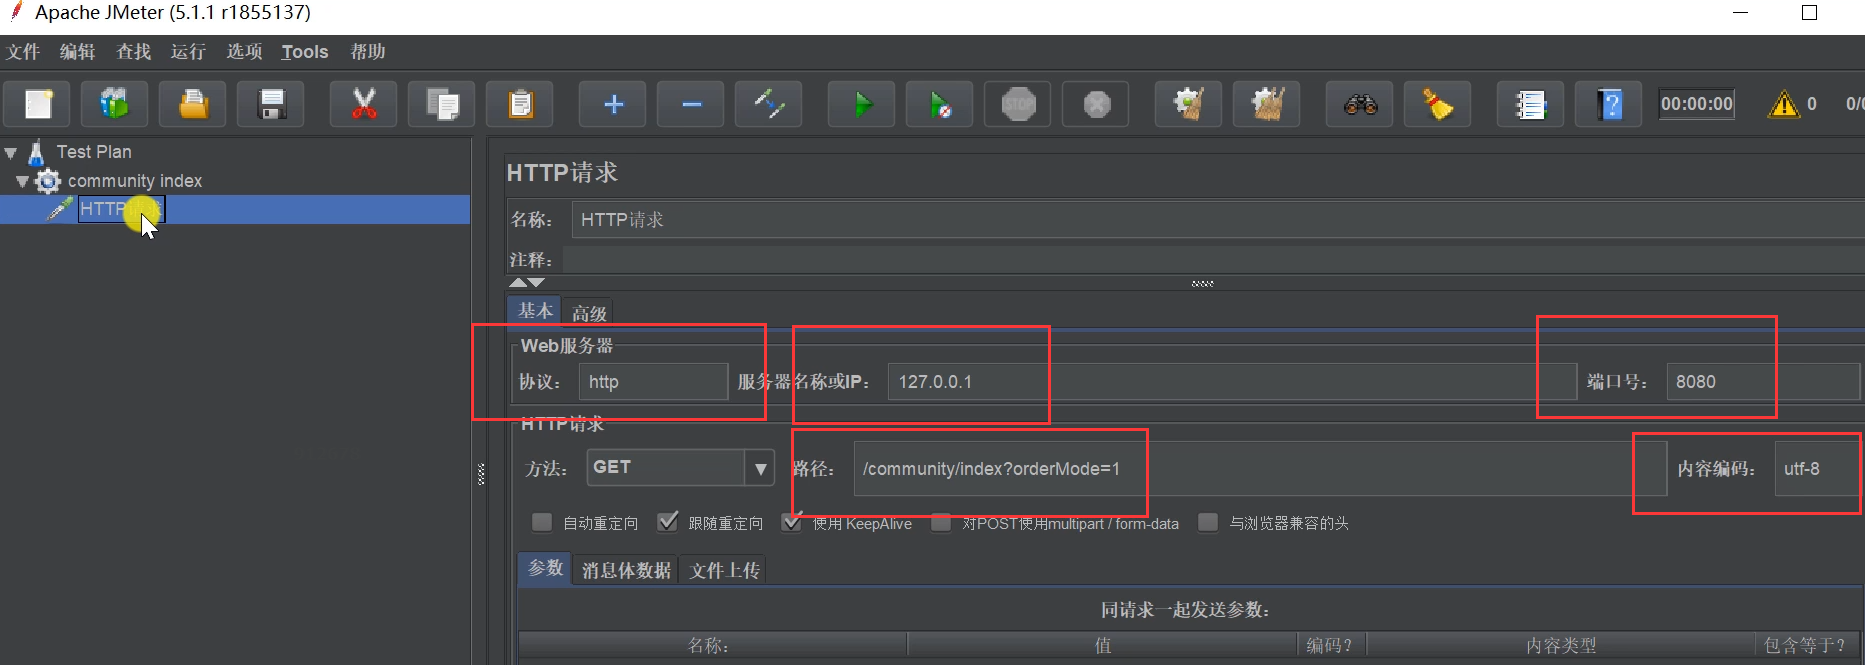 Apache JMeter (5.1.1 r1855137)
文件 编辑 查找 运行 选项 Tools 帮助
STOP ? 00:00:00 0 0/
Test Plan
community index
HTTP请求
HTTP请求
名称： HTTP请求
注释：
基本 高级
Web服务器
协议： http 服务器名称或IP： 127.0.0.1 端口号： 8080
HTTP请求
方法： GET 路径： /community/index?orderMode=1 内容编码： utf-8
自动重定向 跟随重定向 使用 KeepAlive 对POST使用multipart / form-data 与浏览器兼容的头
参数 消息体数据 文件上传
同请求一起发送参数：
名称： 值 编码？ 内容类型 包含等于？